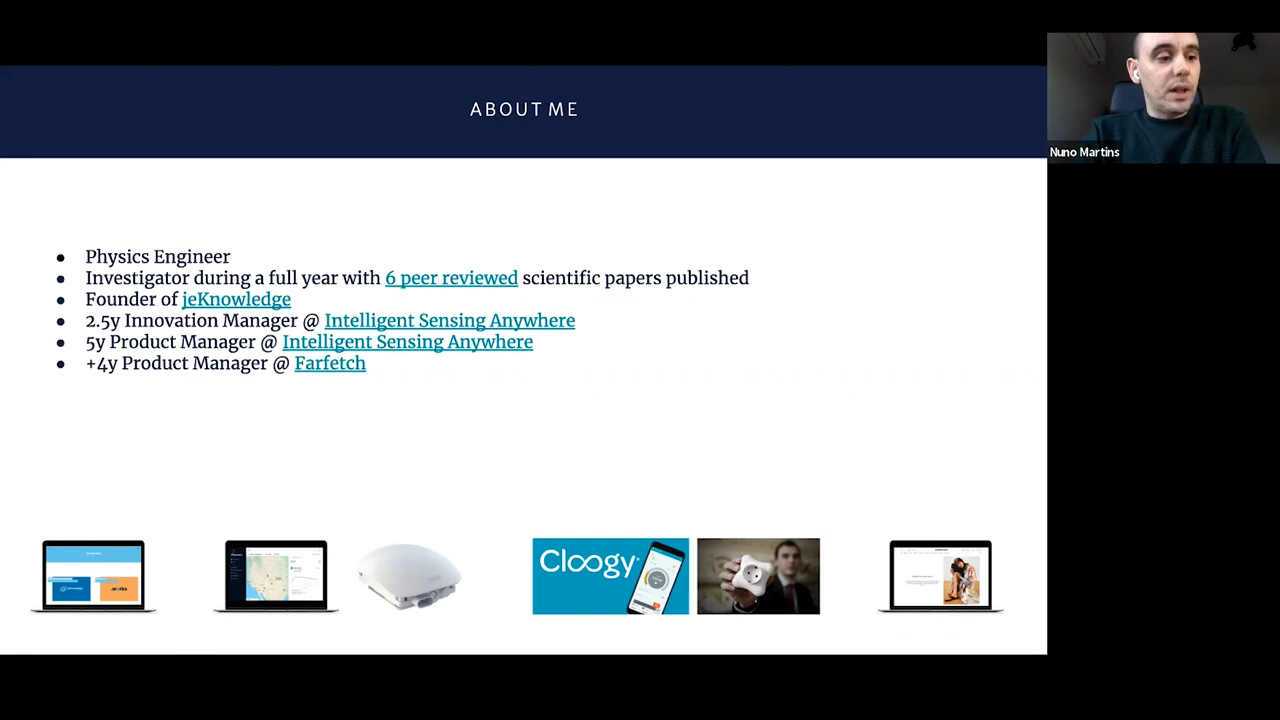 ABOUT ME
Nuno Martins
● Physics Engineer
● Investigator during a full year with 6 peer reviewed scientific papers published
● Founder of jeKnowledge
● 2.5y Innovation Manager @ Intelligent Sensing Anywhere
● 5y Product Manager @ Intelligent Sensing Anywhere
● +4y Product Manager @ Farfetch
Cloogy